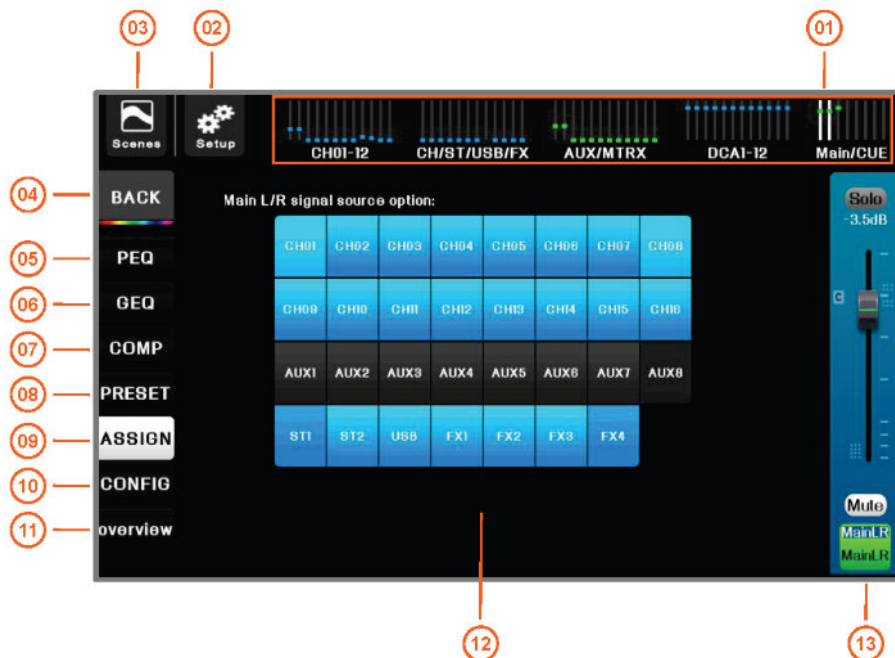 03
02
01
Scenes
Setup
CH01-12
CH/ST/USB/FX
AUX/MTRX
DCA1-12
Main/CUE
04
BACK
Main L/R signal source option:
Solo
-3.5dB
CH01 CH02 CH03 CH04 CH05 CH06 CH07 CH08
05
PEQ
06
GEQ
C
CH09 CH10 CH11 CH12 CH13 CH14 CH15 CH16
07
COMP
AUX1 AUX2 AUX3 AUX4 AUX5 AUX6 AUX7 AUX8
08
PRESET
09
ASSIGN
ST1 ST2 USB FX1 FX2 FX3 FX4
10
CONFIG
Mute
11
overview
MainLR
MainLR
12
13